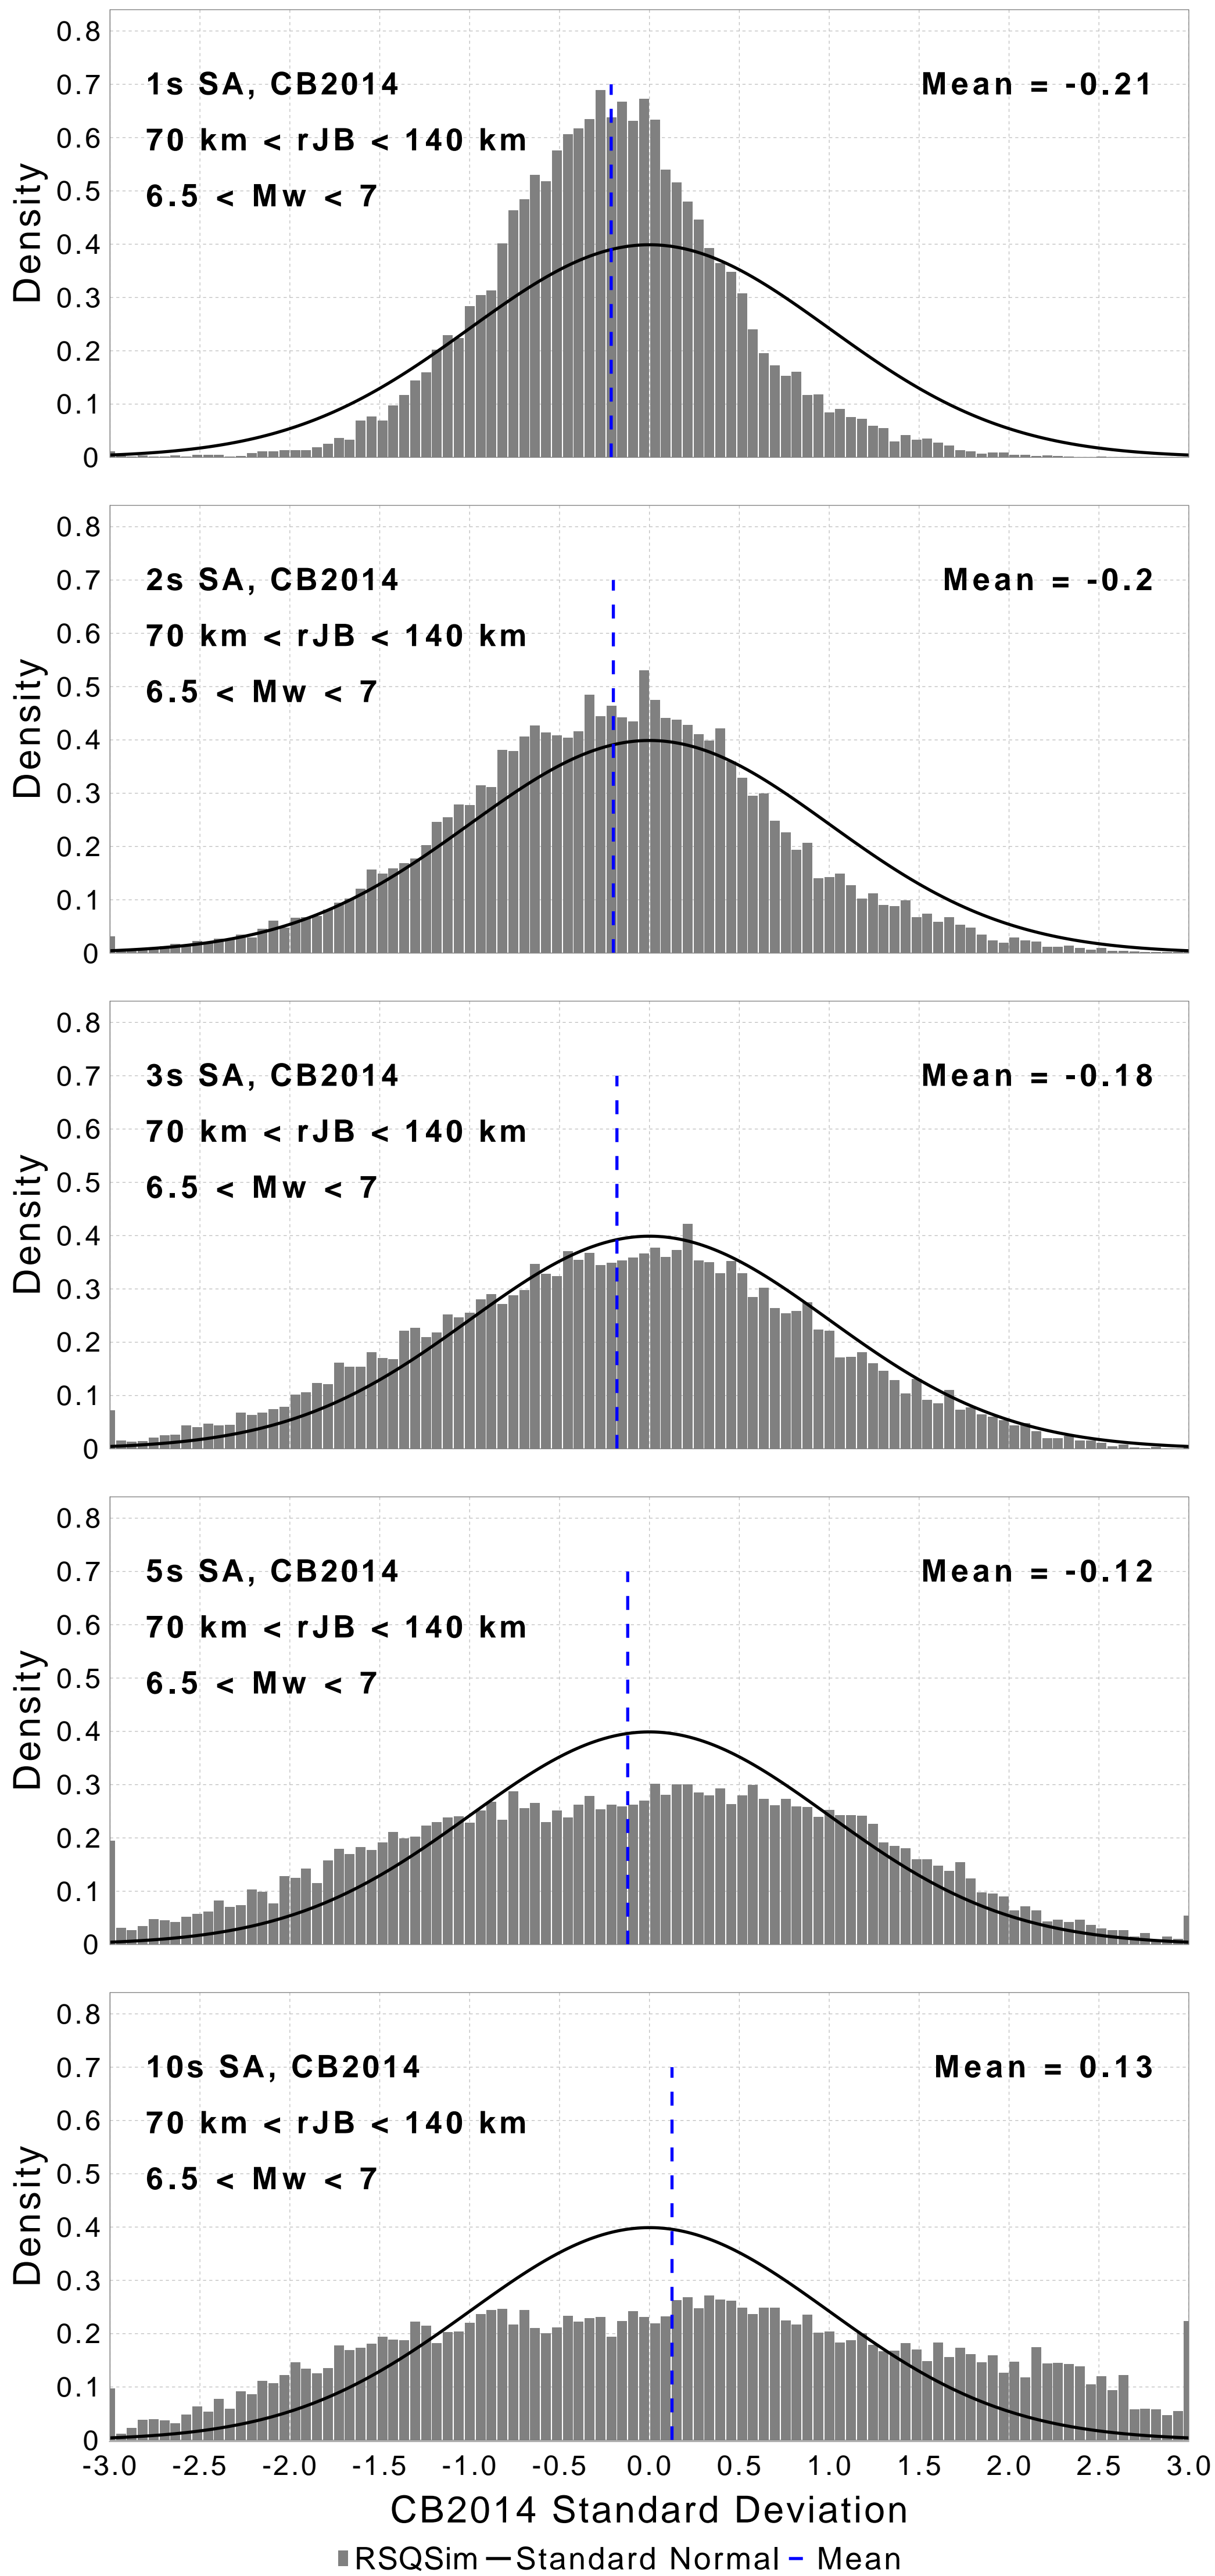 0.8
1s SA, CB2014 Mean = -0.21
0.7
70 km < rJB < 140 km
0.6
6.5 < Mw < 7
0.5
0.4
0.3
0.2
0.1
0
Density
0.8
2s SA, CB2014 Mean = -0.2
0.7
70 km < rJB < 140 km
0.6
6.5 < Mw < 7
0.5
0.4
0.3
0.2
0.1
0
Density
0.8
3s SA, CB2014 Mean = -0.18
0.7
70 km < rJB < 140 km
0.6
6.5 < Mw < 7
0.5
0.4
0.3
0.2
0.1
0
Density
0.8
5s SA, CB2014 Mean = -0.12
0.7
70 km < rJB < 140 km
0.6
6.5 < Mw < 7
0.5
0.4
0.3
0.2
0.1
0
Density
0.8
10s SA, CB2014 Mean = 0.13
0.7
70 km < rJB < 140 km
0.6
6.5 < Mw < 7
0.5
0.4
0.3
0.2
0.1
0
Density
-3.0 -2.5 -2.0 -1.5 -1.0 -0.5 0.0 0.5 1.0 1.5 2.0 2.5 3.0
CB2014 Standard Deviation
RSQSim Standard Normal Mean